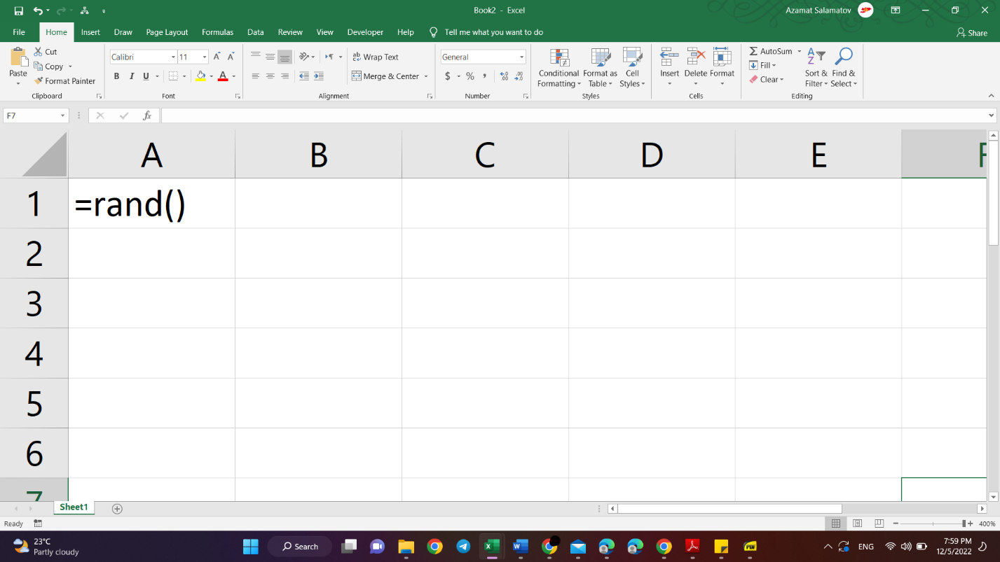 Book2 - Excel
Azamat Salamatov
File Home Insert Draw Page Layout Formulas Data Review View Developer Help Tell me what you want to do Share
Paste
Cut
Copy
Format Painter
Clipboard
Calibri 11
B I U
Font
Wrap Text
Merge & Center
Alignment
General
$ %
Number
Conditional Formatting
Format as Table
Cell Styles
Styles
Insert Delete Format
Cells
AutoSum
Fill
Clear
Sort & Filter
Find & Select
Editing
F7 fx
A B C D E F
1 =rand()
2
3
4
5
6
7
Sheet1
Ready 400%
23°C
Partly cloudy
Search
PDF
ENG
7:59 PM
12/5/2022